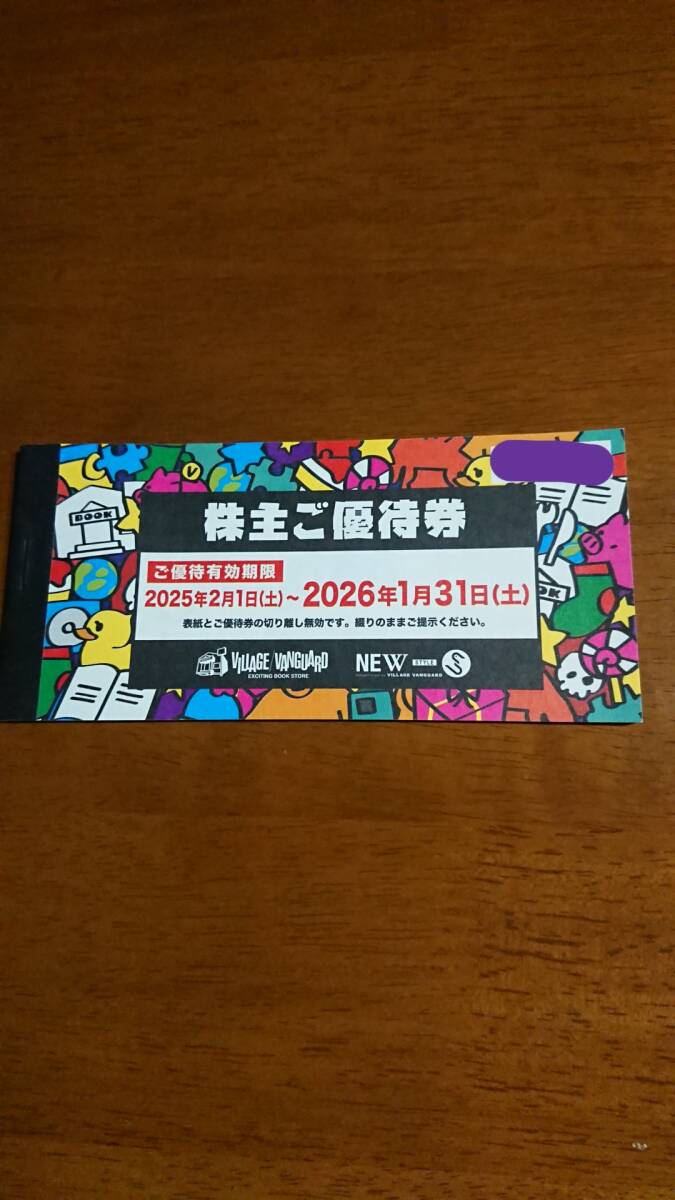 株主ご優待券
ご優待有効期限
2025年2月1日(土)～2026年1月31日(土)
表紙とご優待券の切り離し無効です。綴りのままご提示ください。
VILLAGE/VANGUARD
EXCITING BOOK STORE
NEW STYLE
VILLAGE VANGUARD
BOOK
BOOK